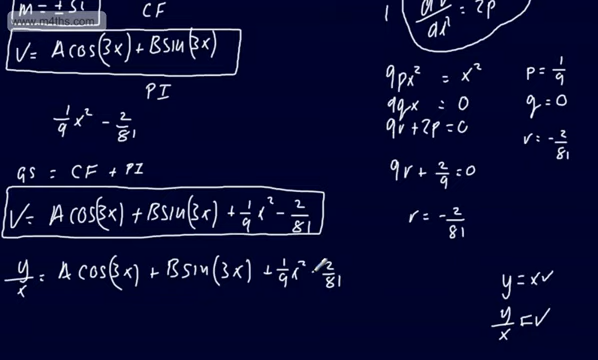 m = ± 3i
CF
www.m4ths.com
V = A cos(3x) + B sin(3x)
PI
1/9 x² - 2/81
GS = CF + PI
V = A cos(3x) + B sin(3x) + 1/9 x² - 2/81
y/x = A cos(3x) + B sin(3x) + 1/9 x² - 2/81
d²v/dx² = 2p
9px² = x²
9qx = 0
9r + 2p = 0
9r + 2/9 = 0
r = -2/81
p = 1/9
q = 0
r = -2/81
y = xv
y/x = v